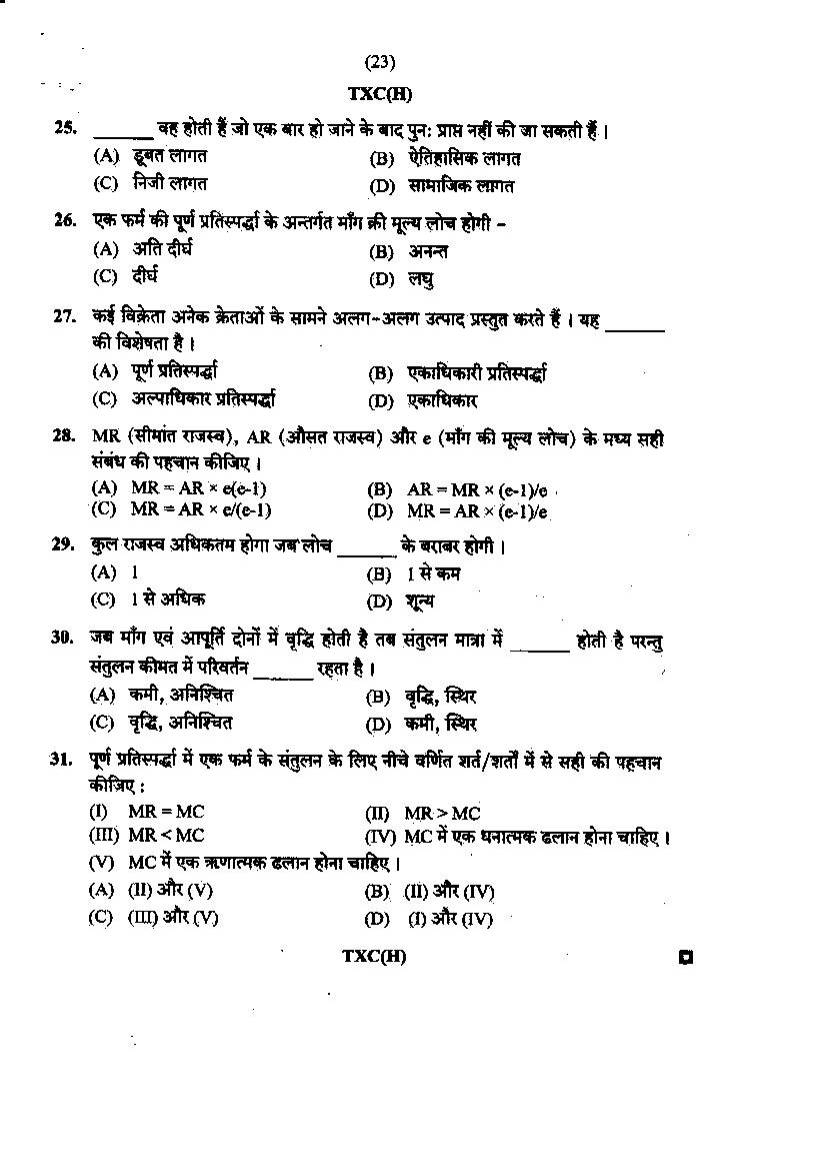 (23)
TXC(H)
25. ______ वह होती हैं जो एक बार हो जाने के बाद पुनः प्राप्त नहीं की जा सकती हैं ।
(A) डूबत लागत (B) ऐतिहासिक लागत
(C) निजी लागत (D) सामाजिक लागत
26. एक फर्म की पूर्ण प्रतिस्पर्द्धा के अन्तर्गत माँग की मूल्य लोच होगी –
(A) अति दीर्घ (B) अनन्त
(C) दीर्घ (D) लघु
27. कई विक्रेता अनेक क्रेताओं के सामने अलग-अलग उत्पाद प्रस्तुत करते हैं । यह ______
की विशेषता है ।
(A) पूर्ण प्रतिस्पर्द्धा (B) एकाधिकारी प्रतिस्पर्द्धा
(C) अल्पाधिकार प्रतिस्पर्द्धा (D) एकाधिकार
28. MR (सीमांत राजस्व), AR (औसत राजस्व) और e (माँग की मूल्य लोच) के मध्य सही
संबंध की पहचान कीजिए ।
(A) MR = AR × e(e-1) (B) AR = MR × (e-1)/e
(C) MR = AR × e/(e-1) (D) MR = AR × (e-1)/e
29. कुल राजस्व अधिकतम होगा जब लोच ______ के बराबर होगी ।
(A) 1 (B) 1 से कम
(C) 1 से अधिक (D) शून्य
30. जब माँग एवं आपूर्ति दोनों में वृद्धि होती है तब संतुलन मात्रा में ______ होती है परन्तु
संतुलन कीमत में परिवर्तन ______ रहता है ।
(A) कमी, अनिश्चित (B) वृद्धि, स्थिर
(C) वृद्धि, अनिश्चित (D) कमी, स्थिर
31. पूर्ण प्रतिस्पर्द्धा में एक फर्म के संतुलन के लिए नीचे वर्णित शर्त/शर्तों में से सही की पहचान
कीजिए :
(I) MR = MC (II) MR > MC
(III) MR < MC (IV) MC में एक धनात्मक ढलान होना चाहिए ।
(V) MC में एक ऋणात्मक ढलान होना चाहिए ।
(A) (II) और (V) (B) (II) और (IV)
(C) (III) और (V) (D) (I) और (IV)
TXC(H)